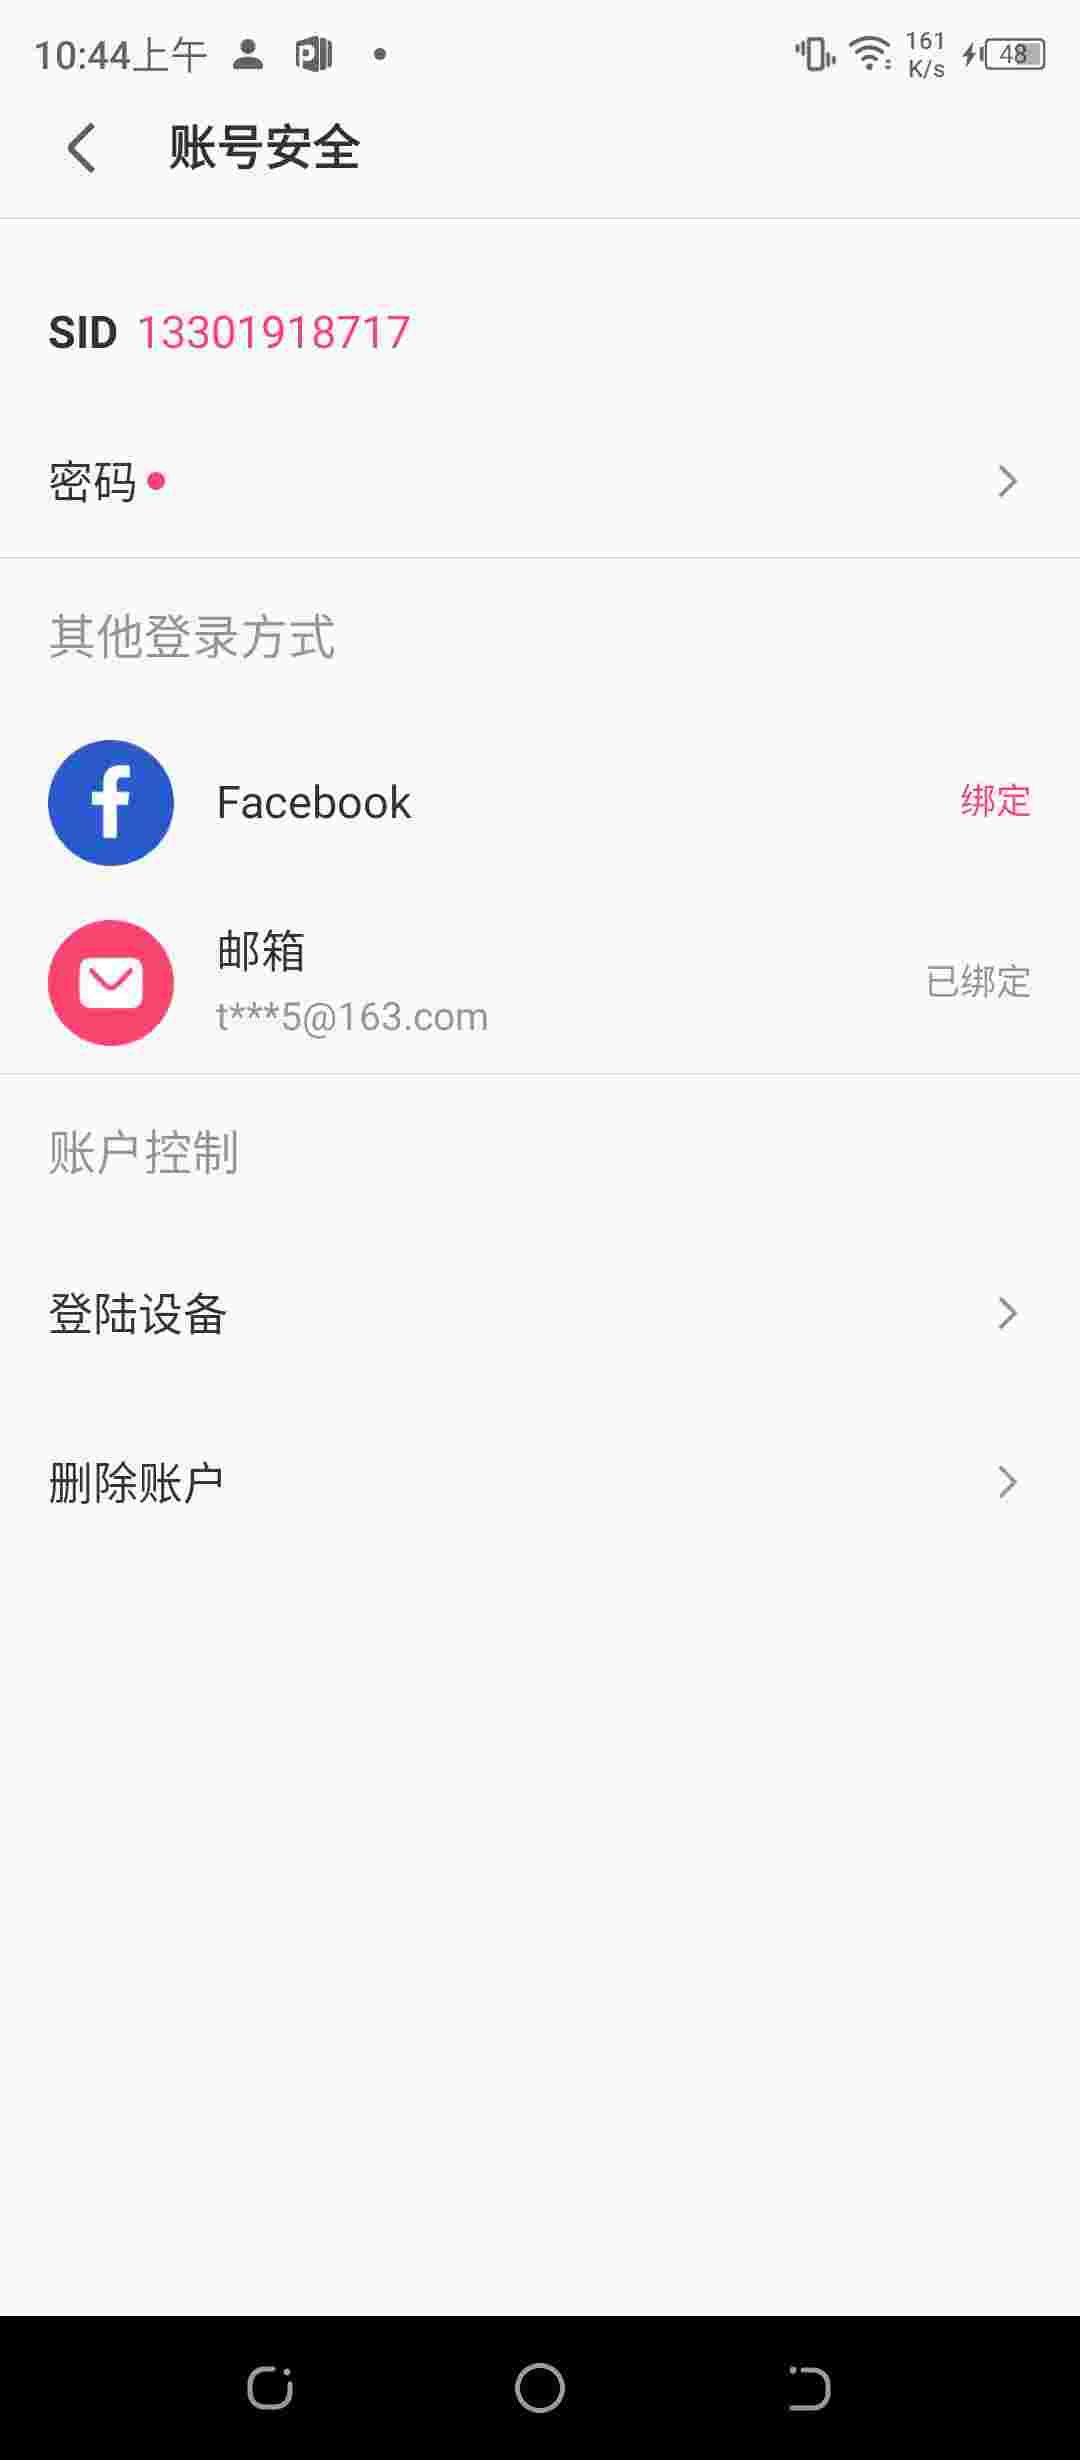 10:44上午
161
K/s
48
账号安全
SID 13301918717
密码
其他登录方式
Facebook
绑定
邮箱
t***5@163.com
已绑定
账户控制
登陆设备
删除账户